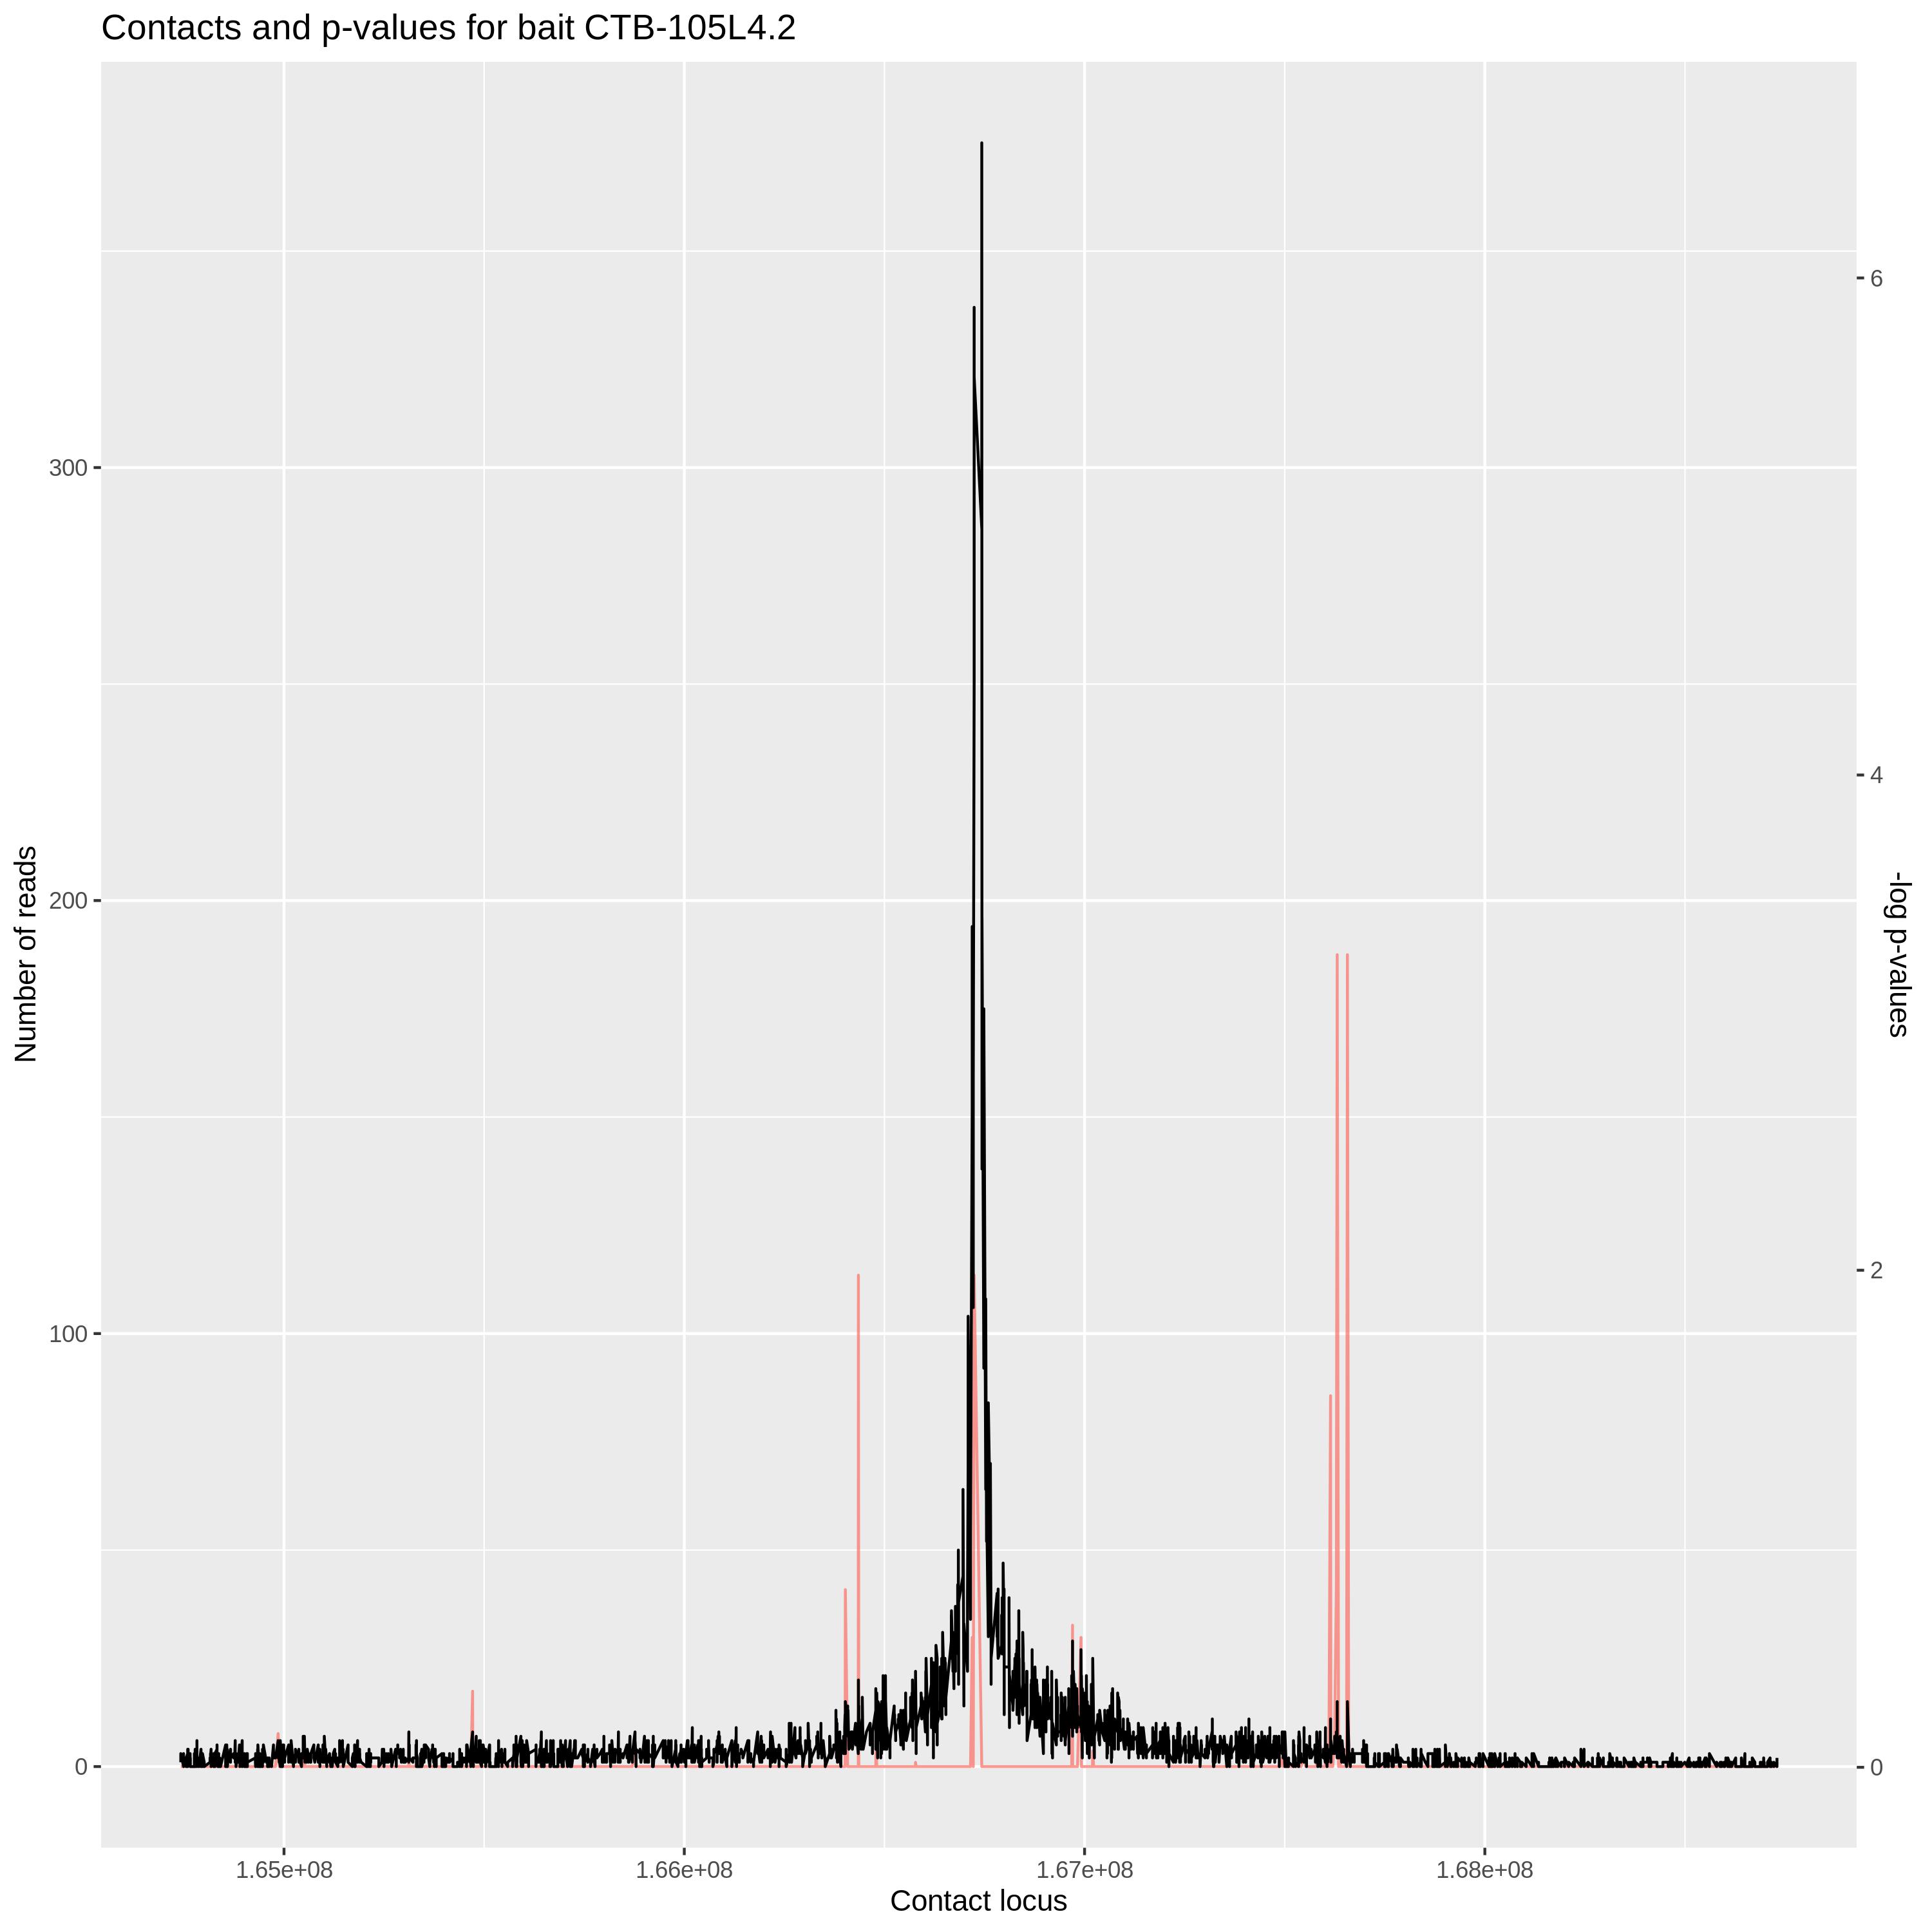 Contacts and p-values for bait CTB-105L4.2
Number of reads
300
200
100
0
6
4
2
0
-log p-values
1.65e+08
1.66e+08
1.67e+08
1.68e+08
Contact locus